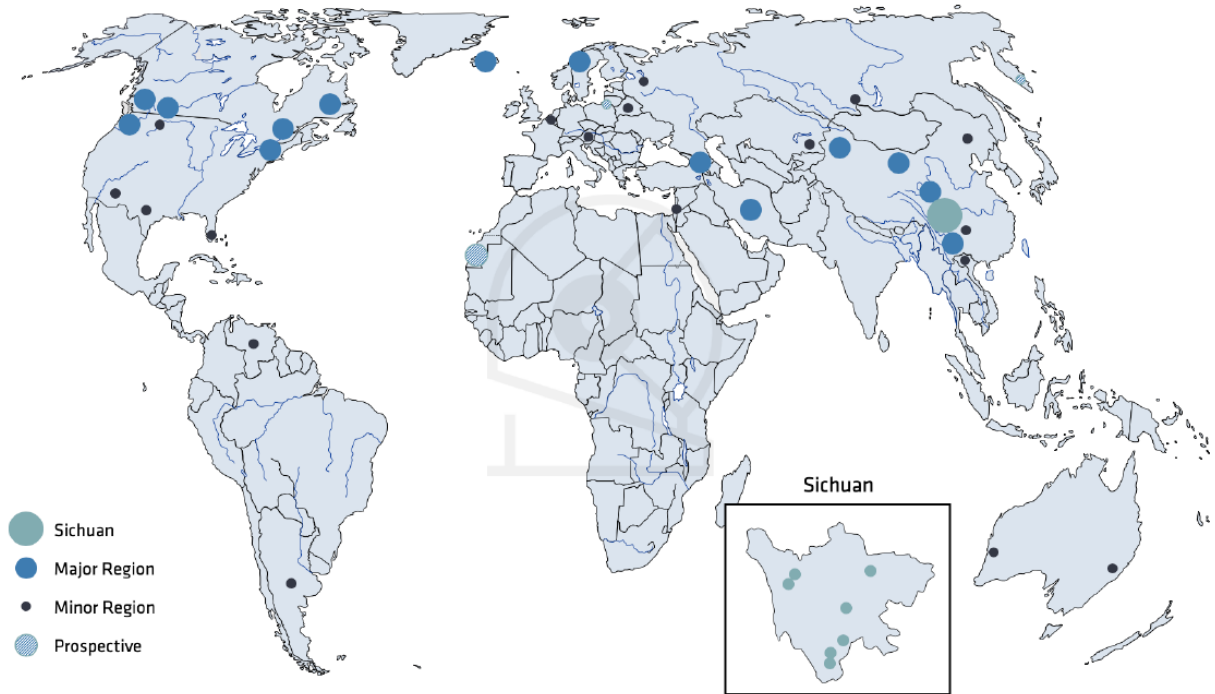 Sichuan
Sichuan
Major Region
Minor Region
Prospective